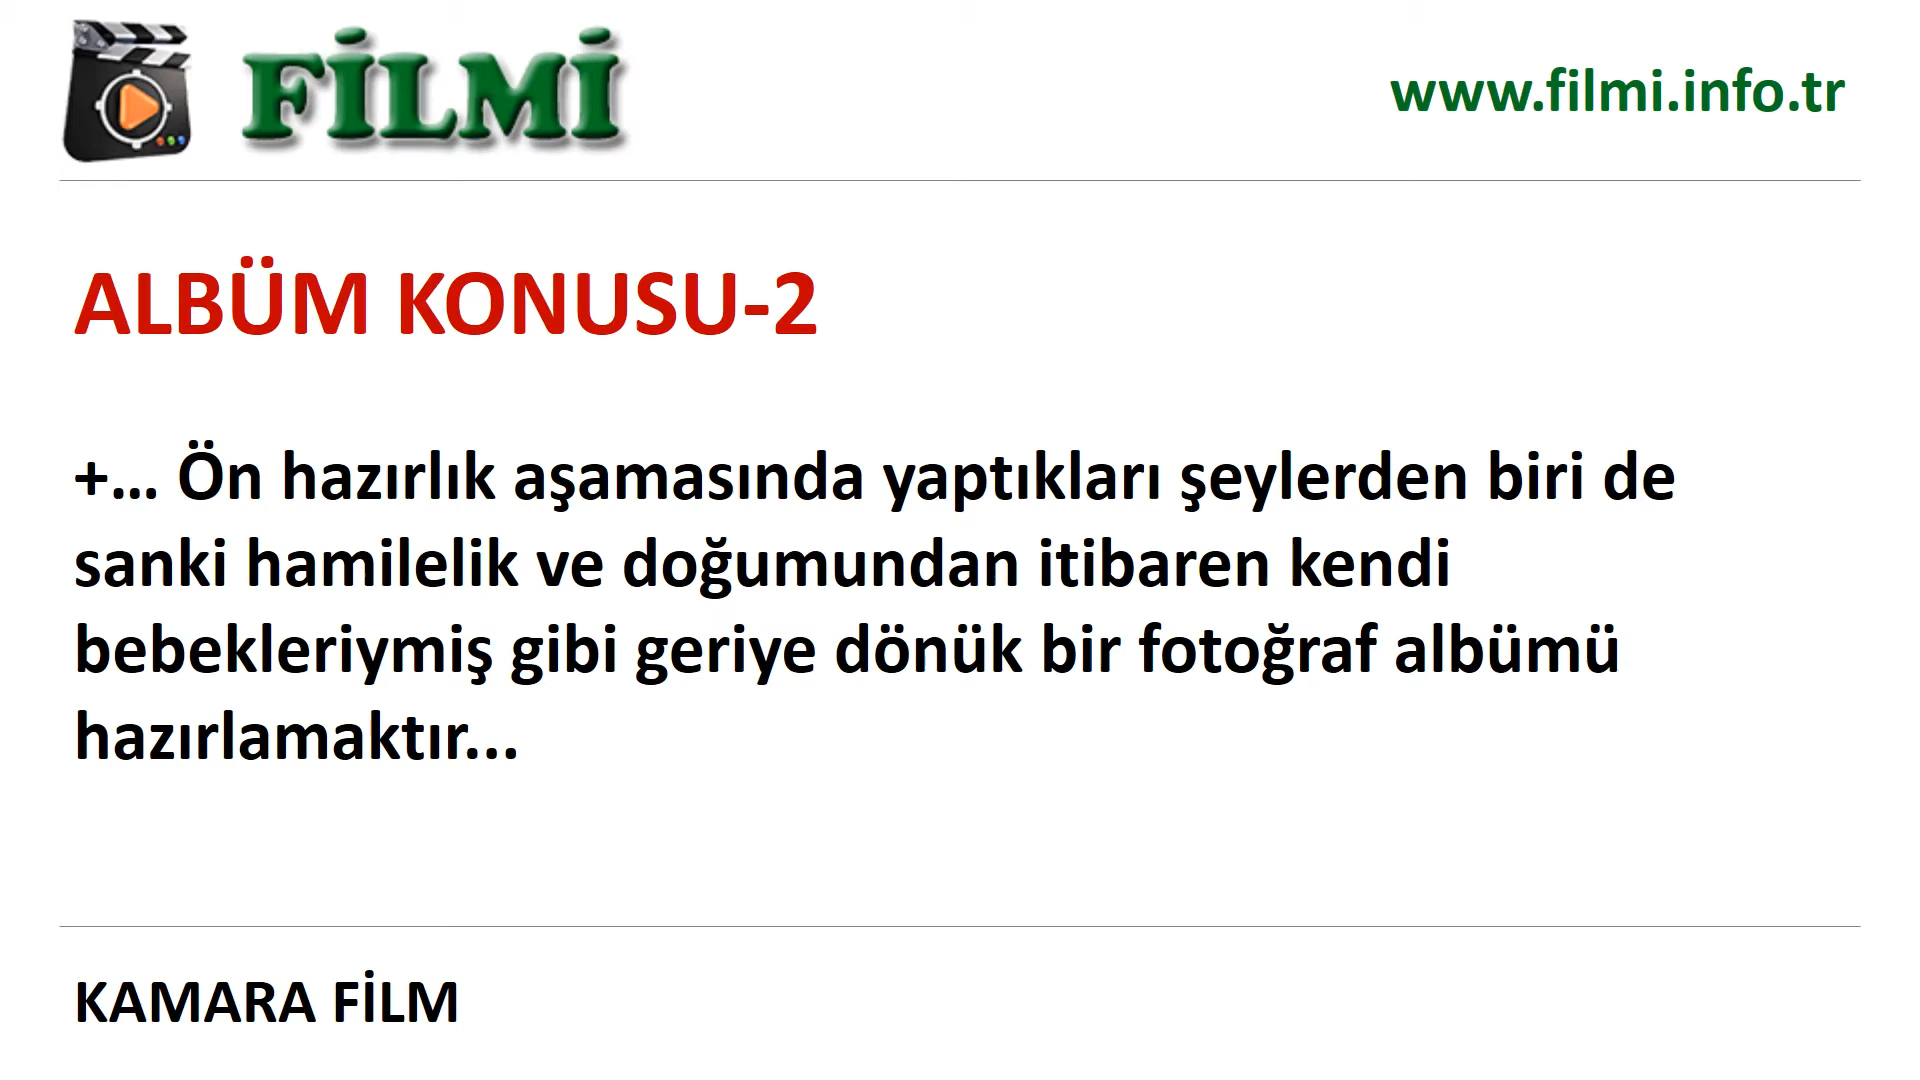 FİLMİ
www.filmi.info.tr
ALBÜM KONUSU-2
+... Ön hazırlık aşamasında yaptıkları şeylerden biri de
sanki hamilelik ve doğumundan itibaren kendi
bebekleriymiş gibi geriye dönük bir fotoğraf albümü
hazırlamaktır...
KAMARA FİLM